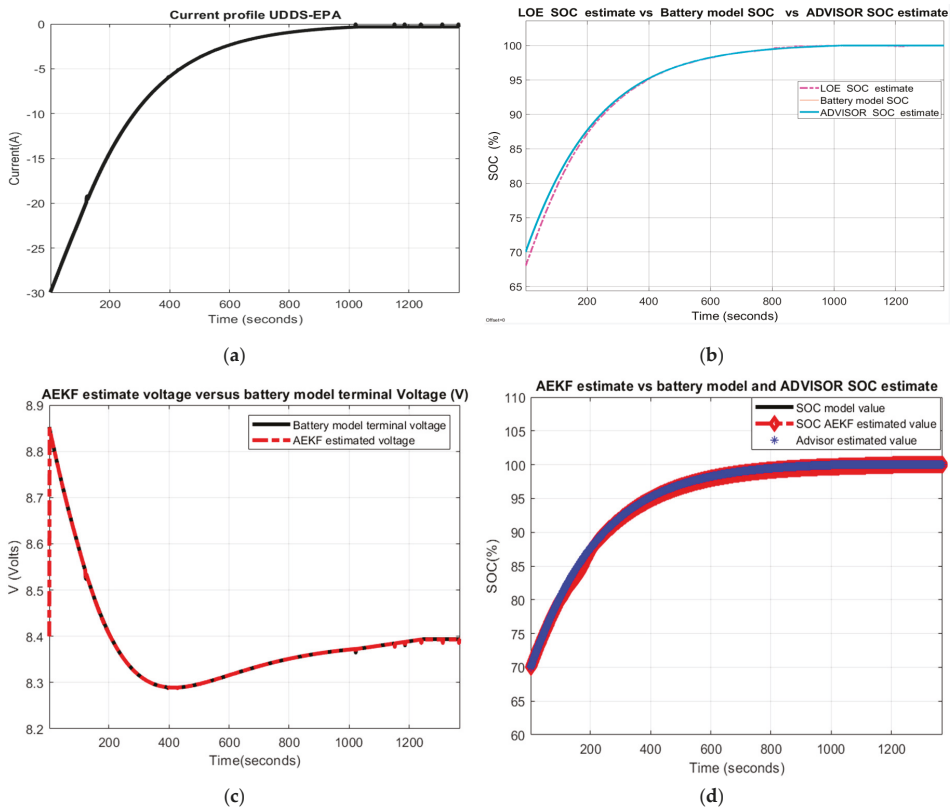 Current profile UDDS-EPA
Current(A)
0
-5
-10
-15
-20
-25
-30
200 400 600 800 1000 1200
Time (seconds)
(a)
LOE SOC estimate vs Battery model SOC vs ADVISOR SOC estimate
SOC (%)
100
95
90
85
80
75
70
65
LOE SOC estimate
Battery model SOC
ADVISOR SOC estimate
200 400 600 800 1000 1200
Time (seconds)
Offset=0
(b)
AEKF estimate voltage versus battery model terminal Voltage (V)
V (Volts)
8.9
8.8
8.7
8.6
8.5
8.4
8.3
8.2
Battery model terminal voltage
AEKF estimated voltage
200 400 600 800 1000 1200
Time(seconds)
(c)
AEKF estimate vs battery model and ADVISOR SOC estimate
SOC(%)
110
105
100
95
90
85
80
75
70
65
60
SOC model value
SOC AEKF estimated value
Advisor estimated value
200 400 600 800 1000 1200
Time (seconds)
(d)